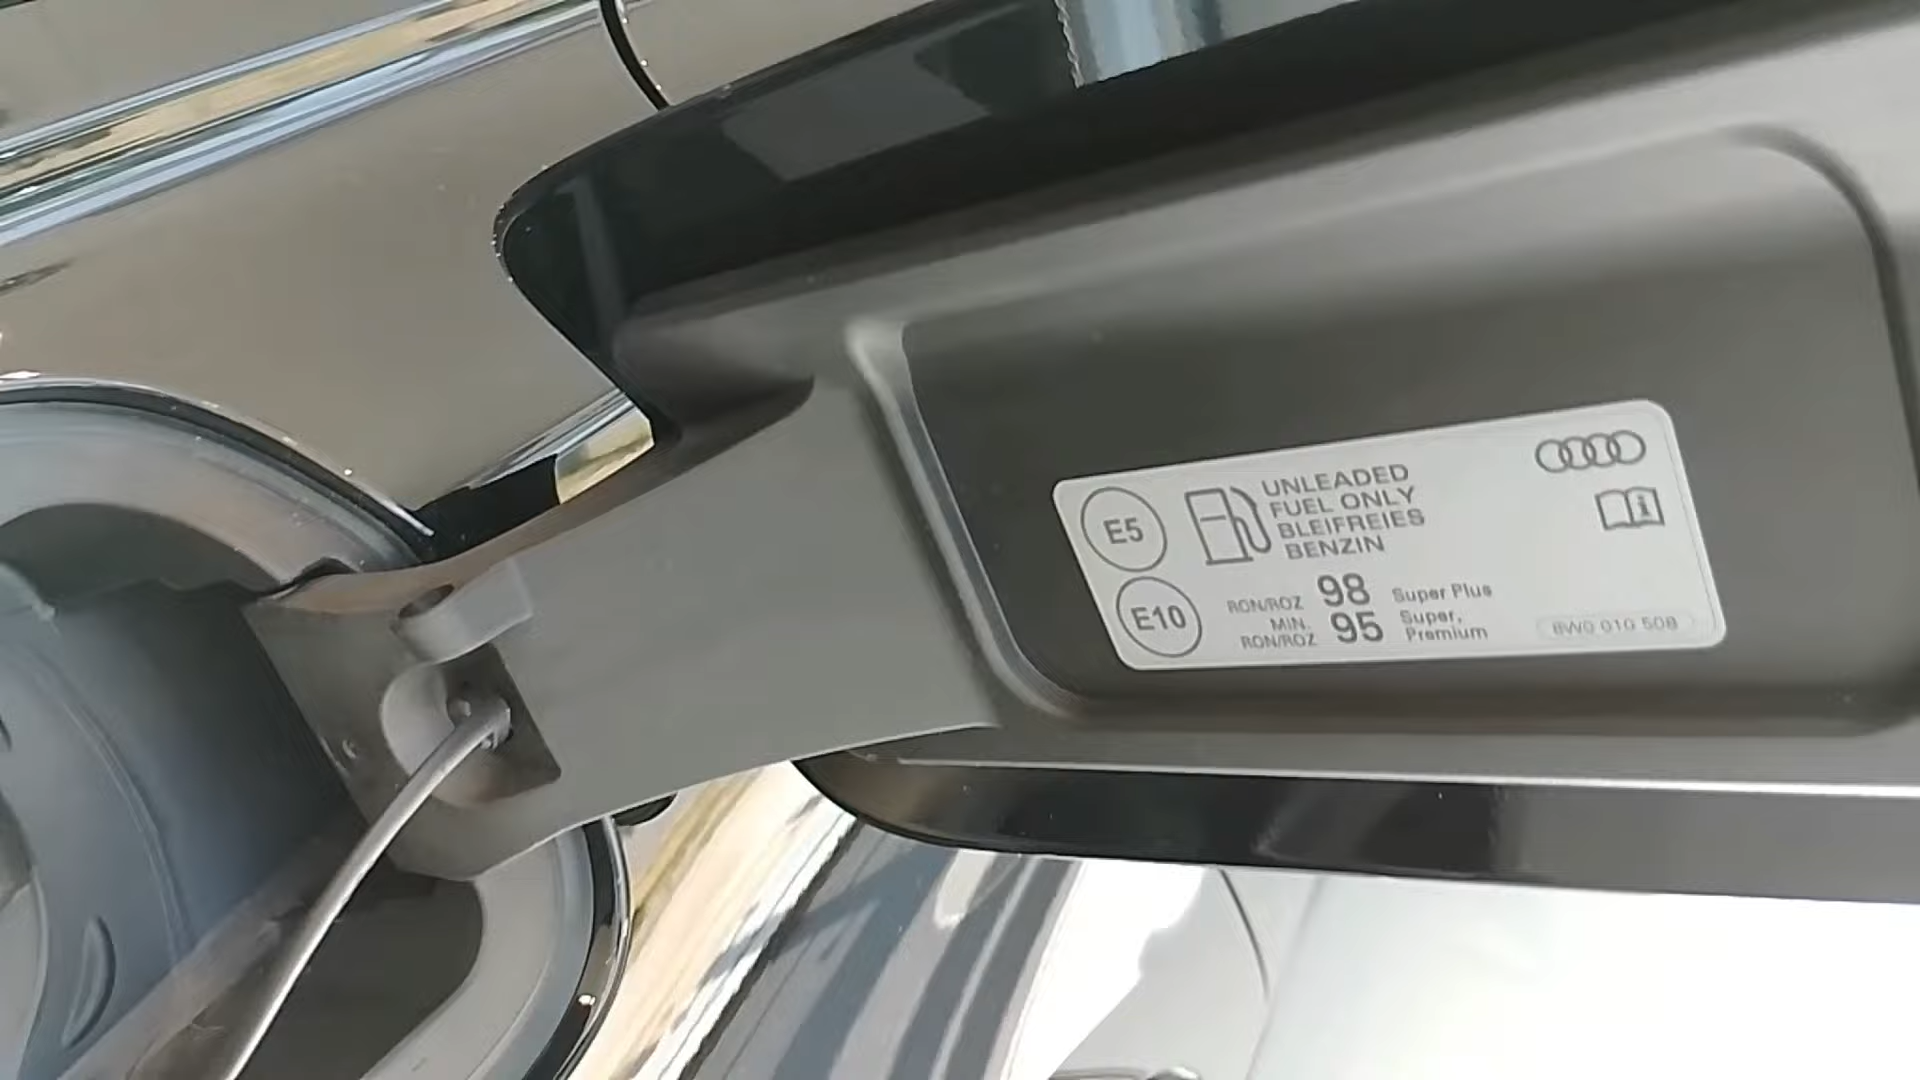 E5
UNLEADED
FUEL ONLY
BLEIFREIES
BENZIN
E10
RON/ROZ 98 Super Plus
MIN. RON/ROZ 95 Super, Premium
8W0 010 508